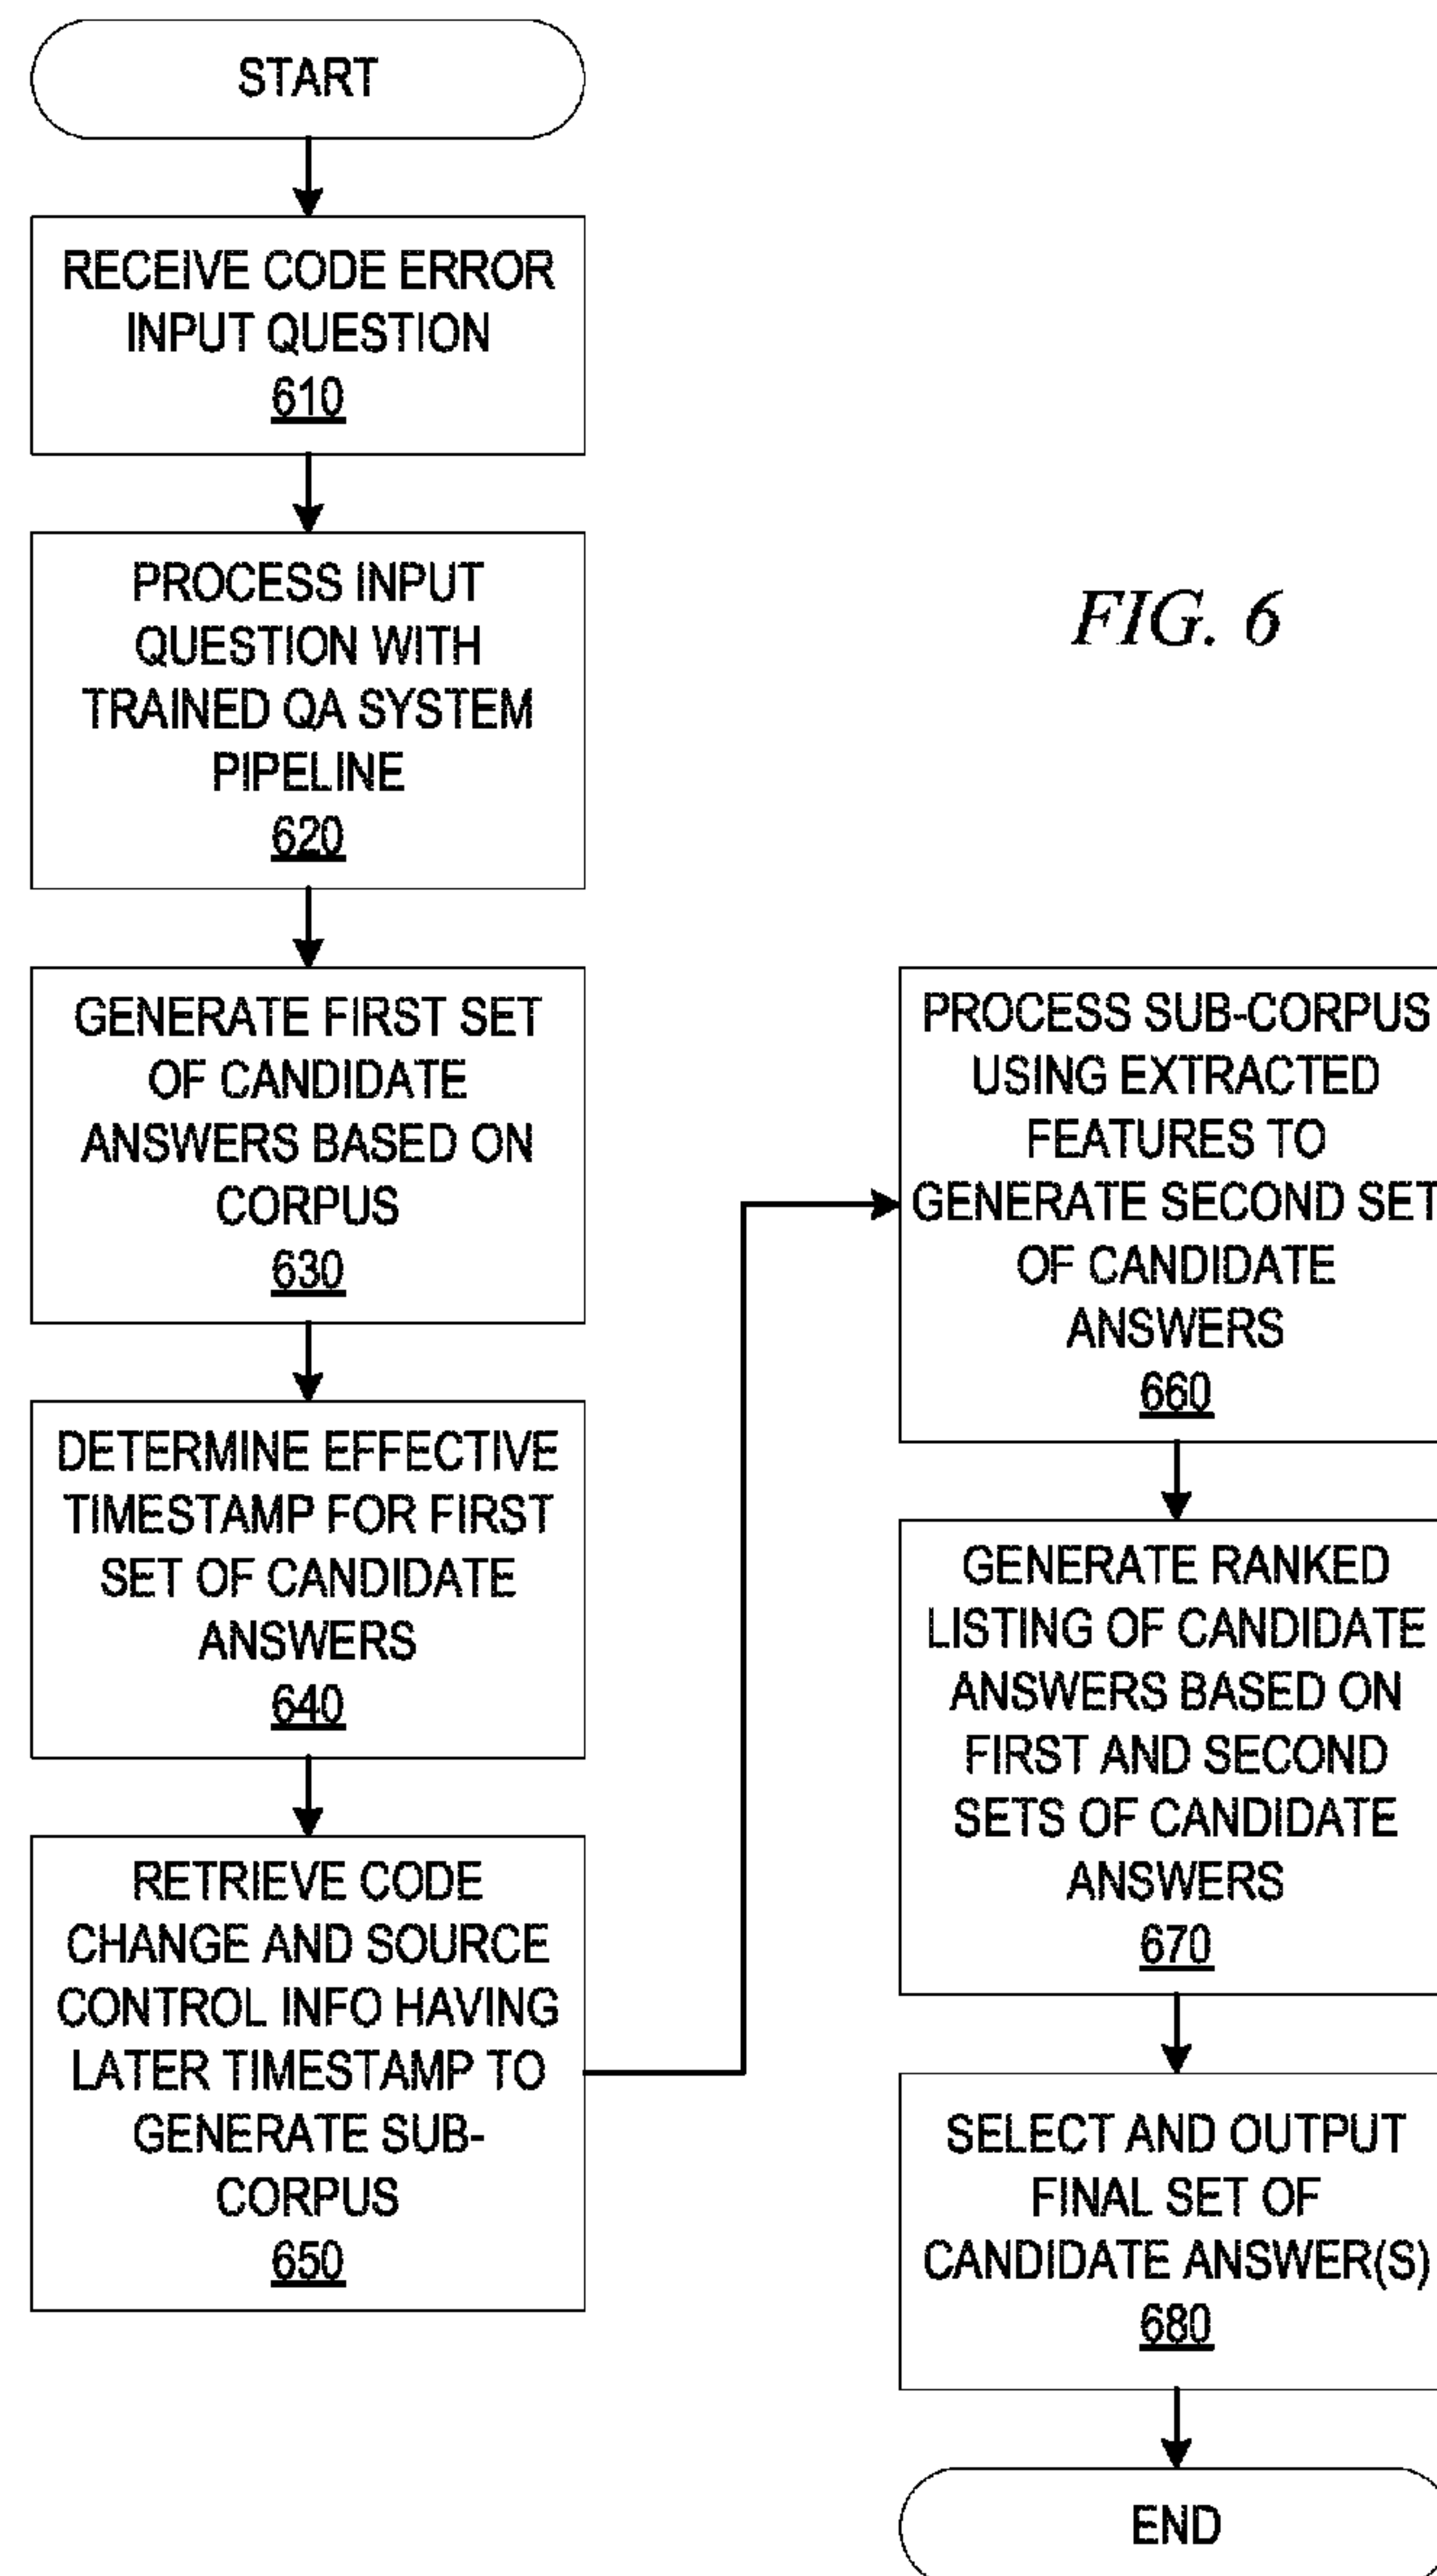 START
RECEIVE CODE ERROR
INPUT QUESTION
610
PROCESS INPUT
QUESTION WITH
TRAINED QA SYSTEM
PIPELINE
620
GENERATE FIRST SET
OF CANDIDATE
ANSWERS BASED ON
CORPUS
630
DETERMINE EFFECTIVE
TIMESTAMP FOR FIRST
SET OF CANDIDATE
ANSWERS
640
RETRIEVE CODE
CHANGE AND SOURCE
CONTROL INFO HAVING
LATER TIMESTAMP TO
GENERATE SUB-
CORPUS
650
FIG. 6
PROCESS SUB-CORPUS
USING EXTRACTED
FEATURES TO
GENERATE SECOND SET
OF CANDIDATE
ANSWERS
660
GENERATE RANKED
LISTING OF CANDIDATE
ANSWERS BASED ON
FIRST AND SECOND
SETS OF CANDIDATE
ANSWERS
670
SELECT AND OUTPUT
FINAL SET OF
CANDIDATE ANSWER(S)
680
END